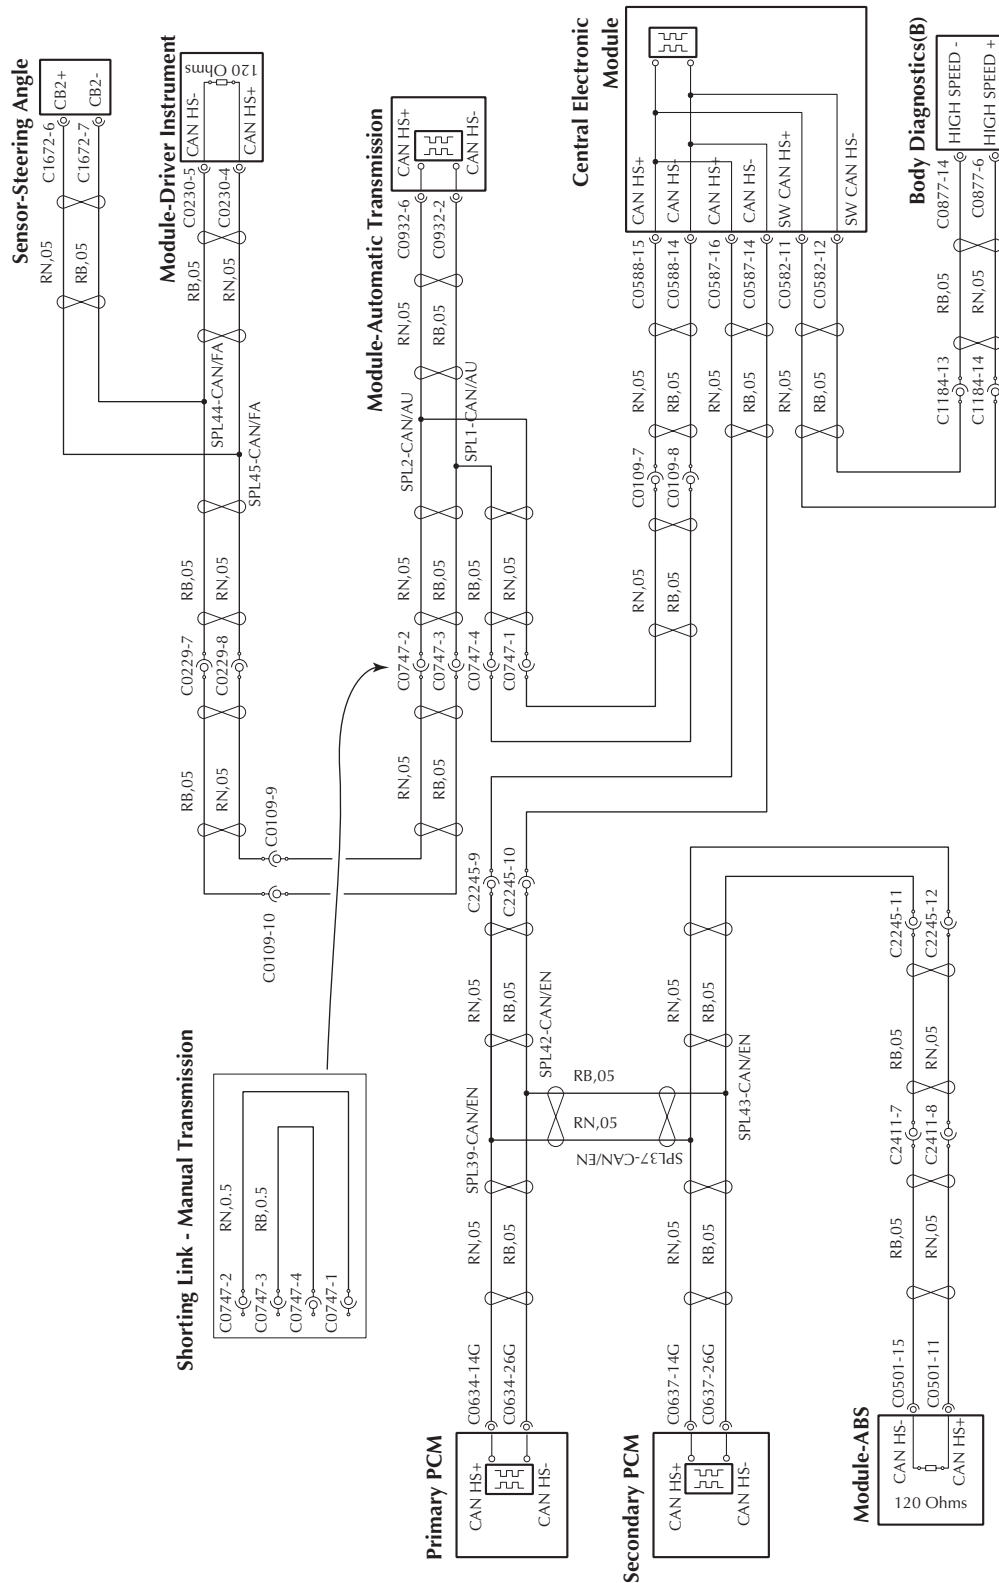 Sensor-Steering Angle
CB2+
CB2-
C1672-6
C1672-7
RN,05
RB,05
Module-Driver Instrument
CAN HS-
120 Ohms
CAN HS+
C0230-5
C0230-4
RB,05
RN,05
SPL44-CAN/FA
SPL45-CAN/FA
RB,05
RN,05
C0229-7
C0229-8
RB,05
RN,05
C0109-9
C0109-10
Module-Automatic Transmission
CAN HS+
CAN HS-
C0932-6
C0932-2
RN,05
RB,05
SPL2-CAN/AU
SPL1-CAN/AU
RN,05
RB,05
RB,05
RN,05
C0747-2
C0747-3
C0747-4
C0747-1
RN,05
RB,05
Central Electronic
Module
CAN HS+
CAN HS-
CAN HS+
CAN HS-
SW CAN HS+
SW CAN HS-
C0588-15
C0588-14
C0587-16
C0587-14
C0582-11
C0582-12
RN,05
RB,05
RN,05
RB,05
RN,05
RB,05
C0109-7
C0109-8
RN,05
RB,05
Body Diagnostics(B)
HIGH SPEED -
HIGH SPEED +
C0877-14
C0877-6
RB,05
RN,05
C1184-13
C1184-14
Shorting Link - Manual Transmission
RN,0.5
RB,0.5
C0747-2
C0747-3
C0747-4
C0747-1
C2245-9
C2245-10
RN,05
RB,05
SPL39-CAN/EN
SPL42-CAN/EN
RB,05
RN,05
SPL37-CAN/EN
SPL43-CAN/EN
RN,05
RB,05
C0634-14G
C0634-26G
Primary PCM
CAN HS+
CAN HS-
RN,05
RB,05
RN,05
RB,05
C0637-14G
C0637-26G
Secondary PCM
CAN HS+
CAN HS-
C2245-11
C2245-12
RB,05
RN,05
C2411-7
C2411-8
RB,05
RN,05
C0501-15
C0501-11
Module-ABS
CAN HS-
CAN HS+
120 Ohms